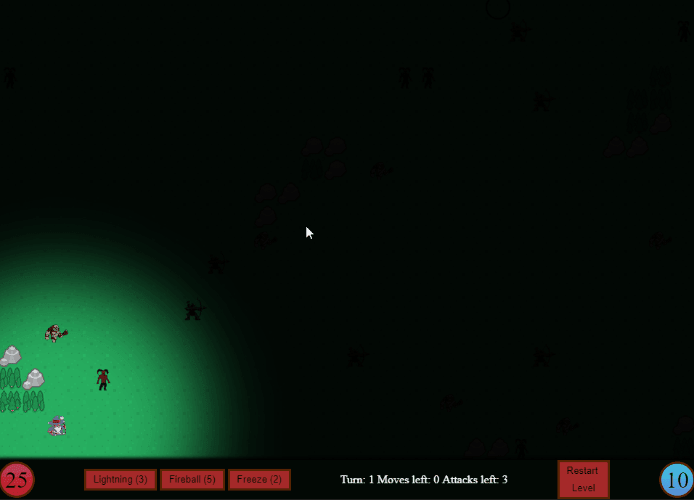 25
Lightning (3)
Fireball (5)
Freeze (2)
Turn: 1 Moves left: 0 Attacks left: 3
Restart
Level
10